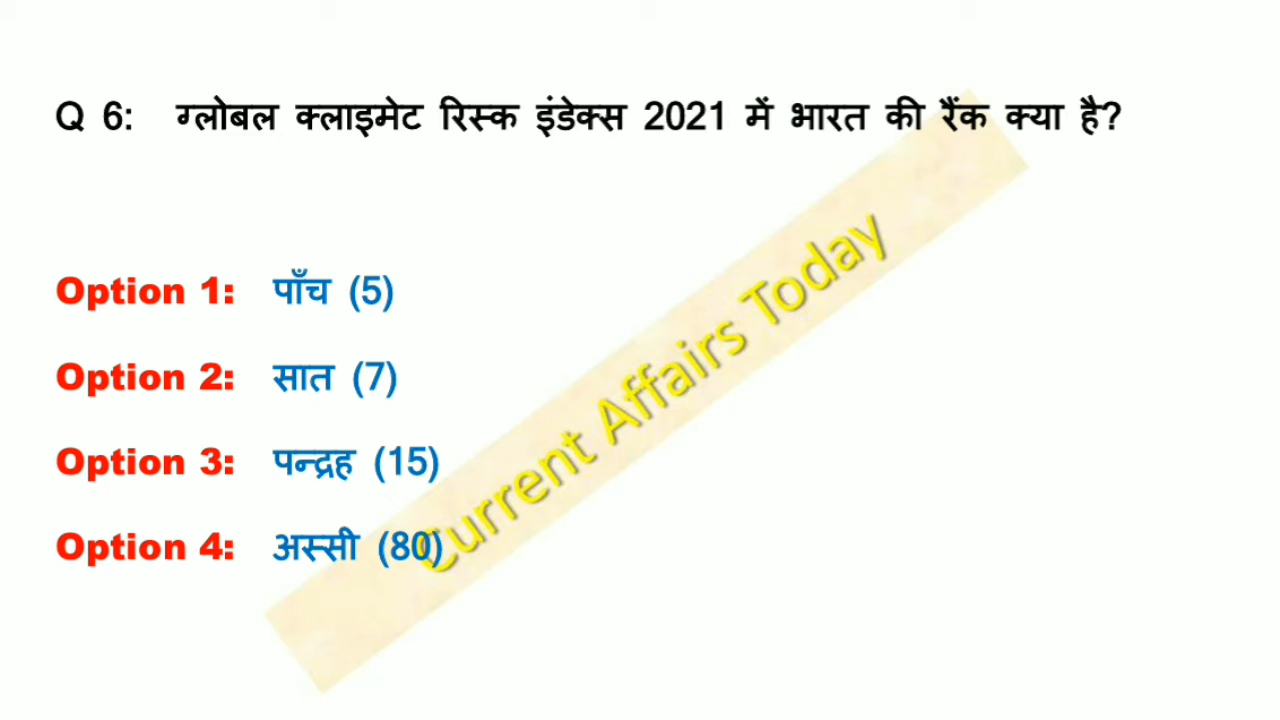 Q 6: ग्लोबल क्लाइमेट रिस्क इंडेक्स 2021 में भारत की रैंक क्या है?
Option 1: पाँच (5)
Option 2: सात (7)
Option 3: पन्द्रह (15)
Option 4: अस्सी (80)
Current Affairs Today